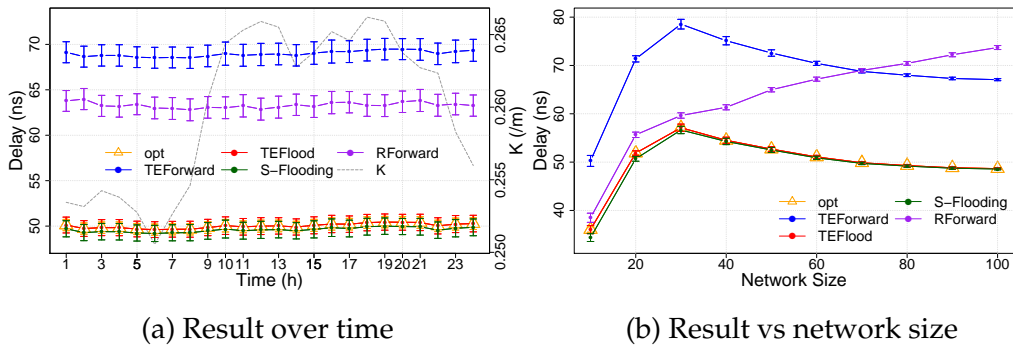 Delay (ns)
70
65
60
55
50
opt
TEFlood
RForward
TEForward
S−Flooding
K
1 3 5 7 9 10 11 13 15 17 19 20 21 23
Time (h)
0.265
0.260
0.255
0.250
K (/m)
(a) Result over time
Delay (ns)
80
70
60
50
40
opt
S−Flooding
TEForward
RForward
TEFlood
20 40 60 80 100
Network Size
(b) Result vs network size